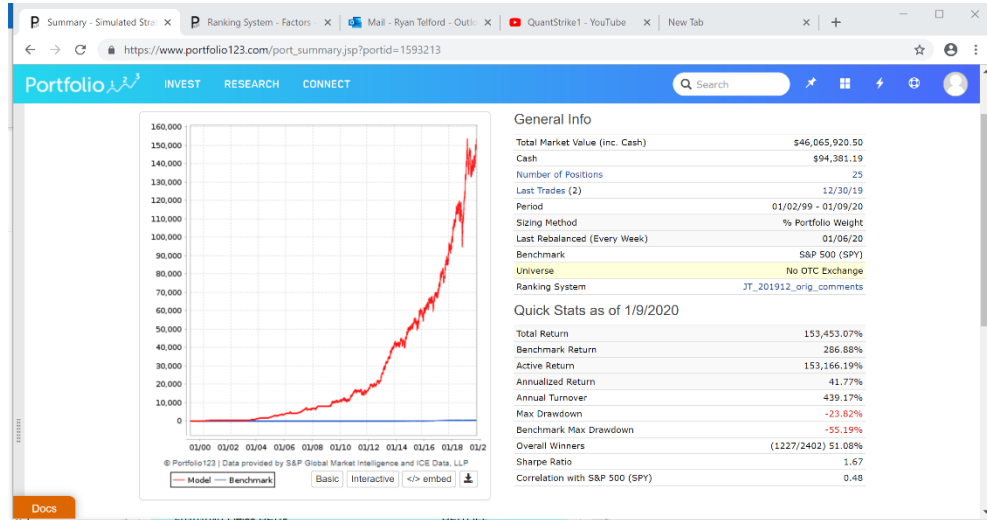 Summary - Simulated Strat
Ranking System - Factors -
Mail - Ryan Telford - Outlo
QuantStrike1 - YouTube
New Tab
https://www.portfolio123.com/port_summary.jsp?portid=1593213
Portfolio123 INVEST RESEARCH CONNECT Search
160,000
150,000
140,000
130,000
120,000
110,000
100,000
90,000
80,000
70,000
60,000
50,000
40,000
30,000
20,000
10,000
0
01/00 01/02 01/04 01/06 01/08 01/10 01/12 01/14 01/16 01/18 01/2
© Portfolio123 | Data provided by S&P Global Market Intelligence and ICE Data, LLP
Model Benchmark Basic Interactive </> embed
General Info
Total Market Value (inc. Cash) $46,065,920.50
Cash $94,381.19
Number of Positions 25
Last Trades (2) 12/30/19
Period 01/02/99 - 01/09/20
Sizing Method % Portfolio Weight
Last Rebalanced (Every Week) 01/06/20
Benchmark S&P 500 (SPY)
Universe No OTC Exchange
Ranking System JT_201912_orig_comments
Quick Stats as of 1/9/2020
Total Return 153,453.07%
Benchmark Return 286.88%
Active Return 153,166.19%
Annualized Return 41.77%
Annual Turnover 439.17%
Max Drawdown -23.82%
Benchmark Max Drawdown -55.19%
Overall Winners (1227/2402) 51.08%
Sharpe Ratio 1.67
Correlation with S&P 500 (SPY) 0.48
Docs